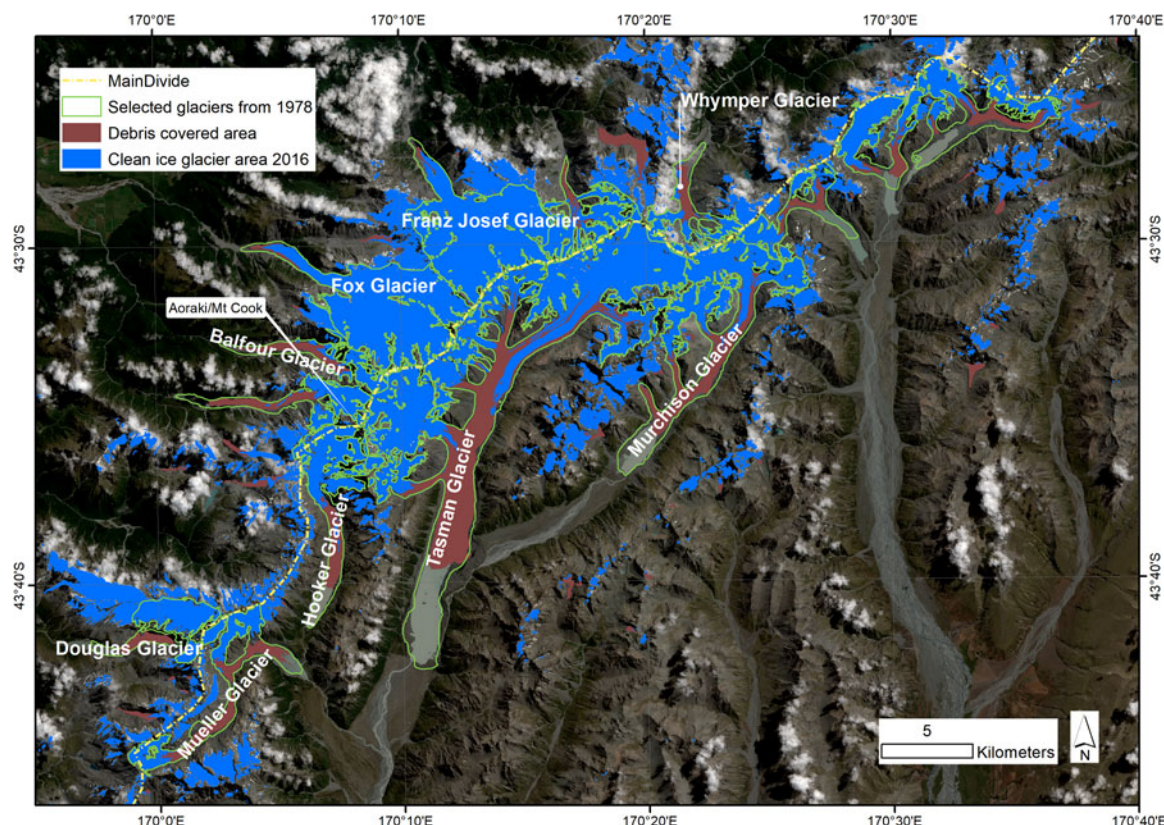 170°0'E
170°10'E
170°20'E
170°30'E
170°40'E
MainDivide
Selected glaciers from 1978
Debris covered area
Clean ice glacier area 2016
Whymper Glacier
Franz Josef Glacier
43°30'S
43°30'S
Fox Glacier
Aoraki/Mt Cook
Balfour Glacier
Murchison Glacier
Tasman Glacier
Hooker Glacier
43°40'S
43°40'S
Douglas Glacier
Mueller Glacier
5
Kilometers
N
170°0'E
170°10'E
170°20'E
170°30'E
170°40'E